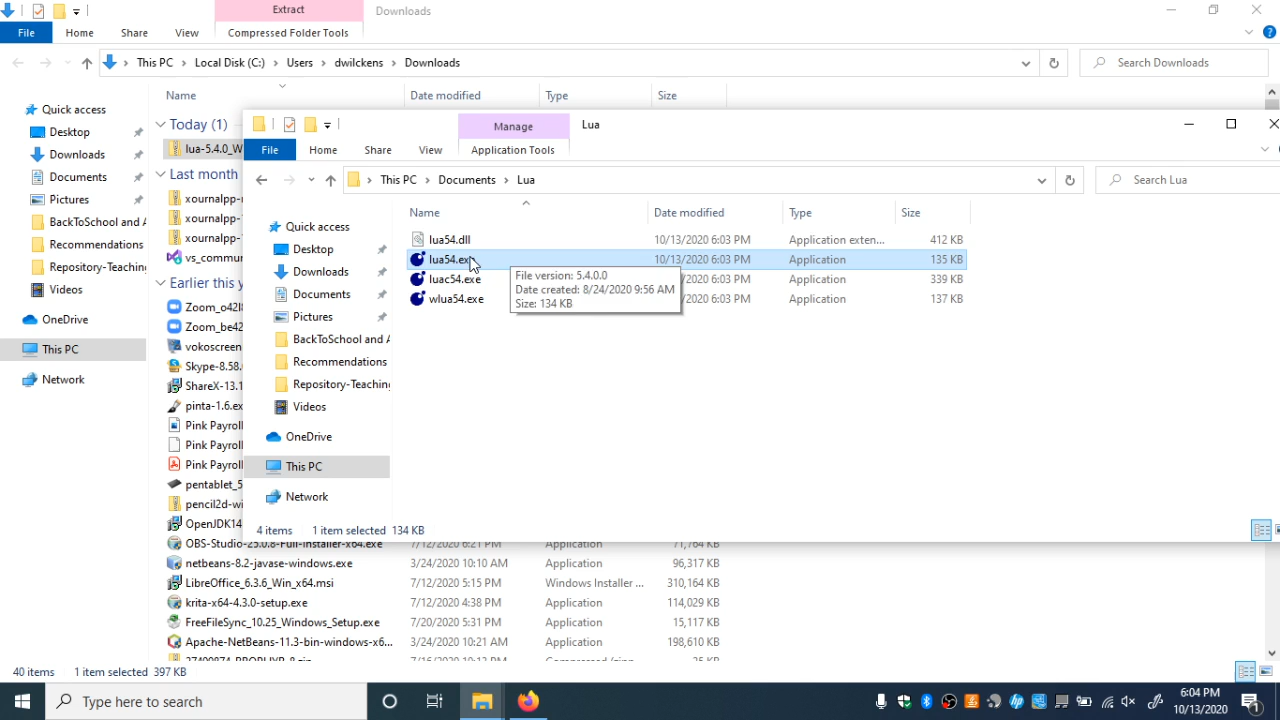 Extract
Downloads
File
Home
Share
View
Compressed Folder Tools
This PC
Local Disk (C:)
Users
dwilckens
Downloads
Search Downloads
Name
Date modified
Type
Size
Quick access
Desktop
Downloads
Documents
Pictures
BackToSchool and A
Recommendations
Repository-Teaching
Videos
OneDrive
This PC
Network
Today (1)
lua-5.4.0_W
Last month
xournalpp-
xournalpp-
xournalpp-
vs_commu
Earlier this y
Zoom_o42l
Zoom_be42
vokoscreen
Skype-8.58.
ShareX-13.1
pinta-1.6.ex
Pink Payroll
Pink Payroll
Pink Payroll
pentablet_5
pencil2d-wi
OpenJDK14
OBS-Studio-25.0.8-Full-Installer-x64.exe 7/12/2020 6:21 PM Application 71,764 KB
netbeans-8.2-javase-windows.exe 3/24/2020 10:10 AM Application 96,317 KB
LibreOffice_6.3.6_Win_x64.msi 7/12/2020 5:15 PM Windows Installer ... 310,164 KB
krita-x64-4.3.0-setup.exe 7/12/2020 4:38 PM Application 114,029 KB
FreeFileSync_10.25_Windows_Setup.exe 7/20/2020 5:31 PM Application 15,117 KB
Apache-NetBeans-11.3-bin-windows-x6... 3/24/2020 10:21 AM Application 198,610 KB
40 items 1 item selected 397 KB
Manage
Lua
File
Home
Share
View
Application Tools
This PC
Documents
Lua
Search Lua
Name
Date modified
Type
Size
Quick access
Desktop
Downloads
Documents
Pictures
BackToSchool and A
Recommendations
Repository-Teaching
Videos
OneDrive
This PC
Network
lua54.dll 10/13/2020 6:03 PM Application exten... 412 KB
lua54.exe 10/13/2020 6:03 PM Application 135 KB
luac54.exe /2020 6:03 PM Application 339 KB
wlua54.exe /2020 6:03 PM Application 137 KB
File version: 5.4.0.0
Date created: 8/24/2020 9:56 AM
Size: 134 KB
4 items 1 item selected 134 KB
Type here to search
6:04 PM
10/13/2020
1